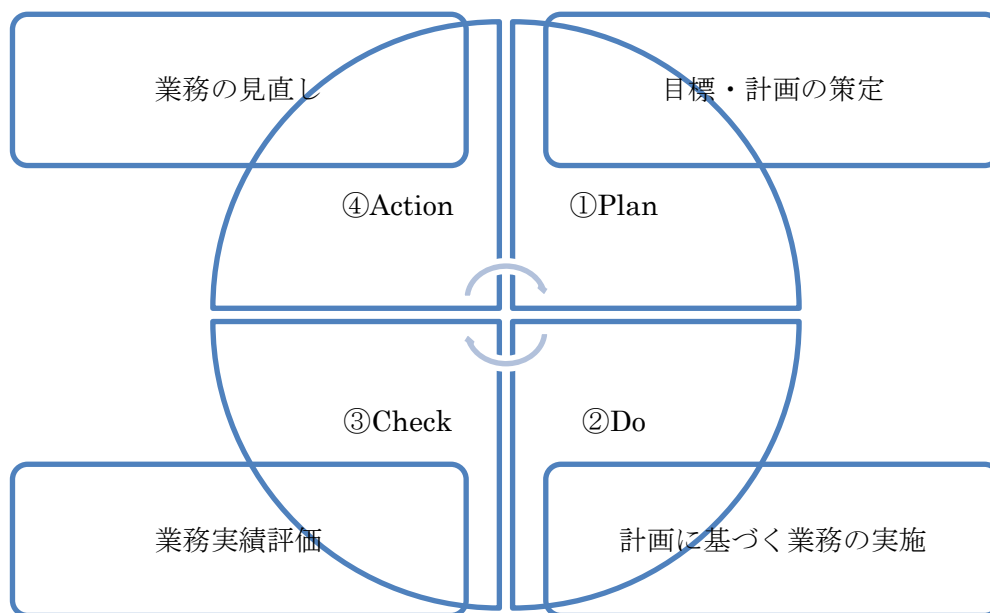 業務の見直し
目標・計画の策定
④Action
①Plan
③Check
②Do
業務実績評価
計画に基づく業務の実施